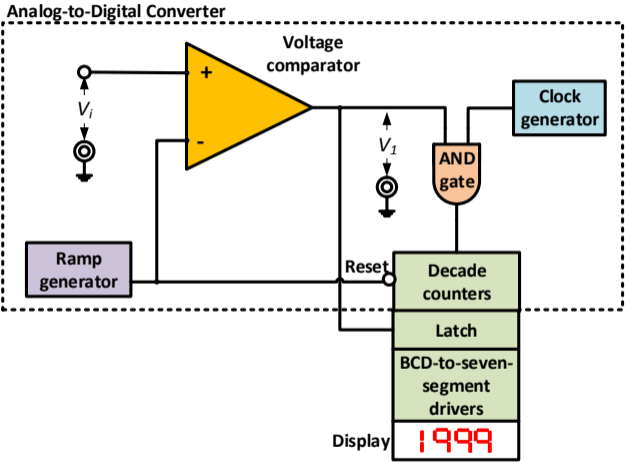 Analog-to-Digital Converter
Voltage
comparator
+
-
Vi
V1
Clock
generator
AND
gate
Ramp
generator
Reset
Decade
counters
Latch
BCD-to-seven-
segment
drivers
Display
1999